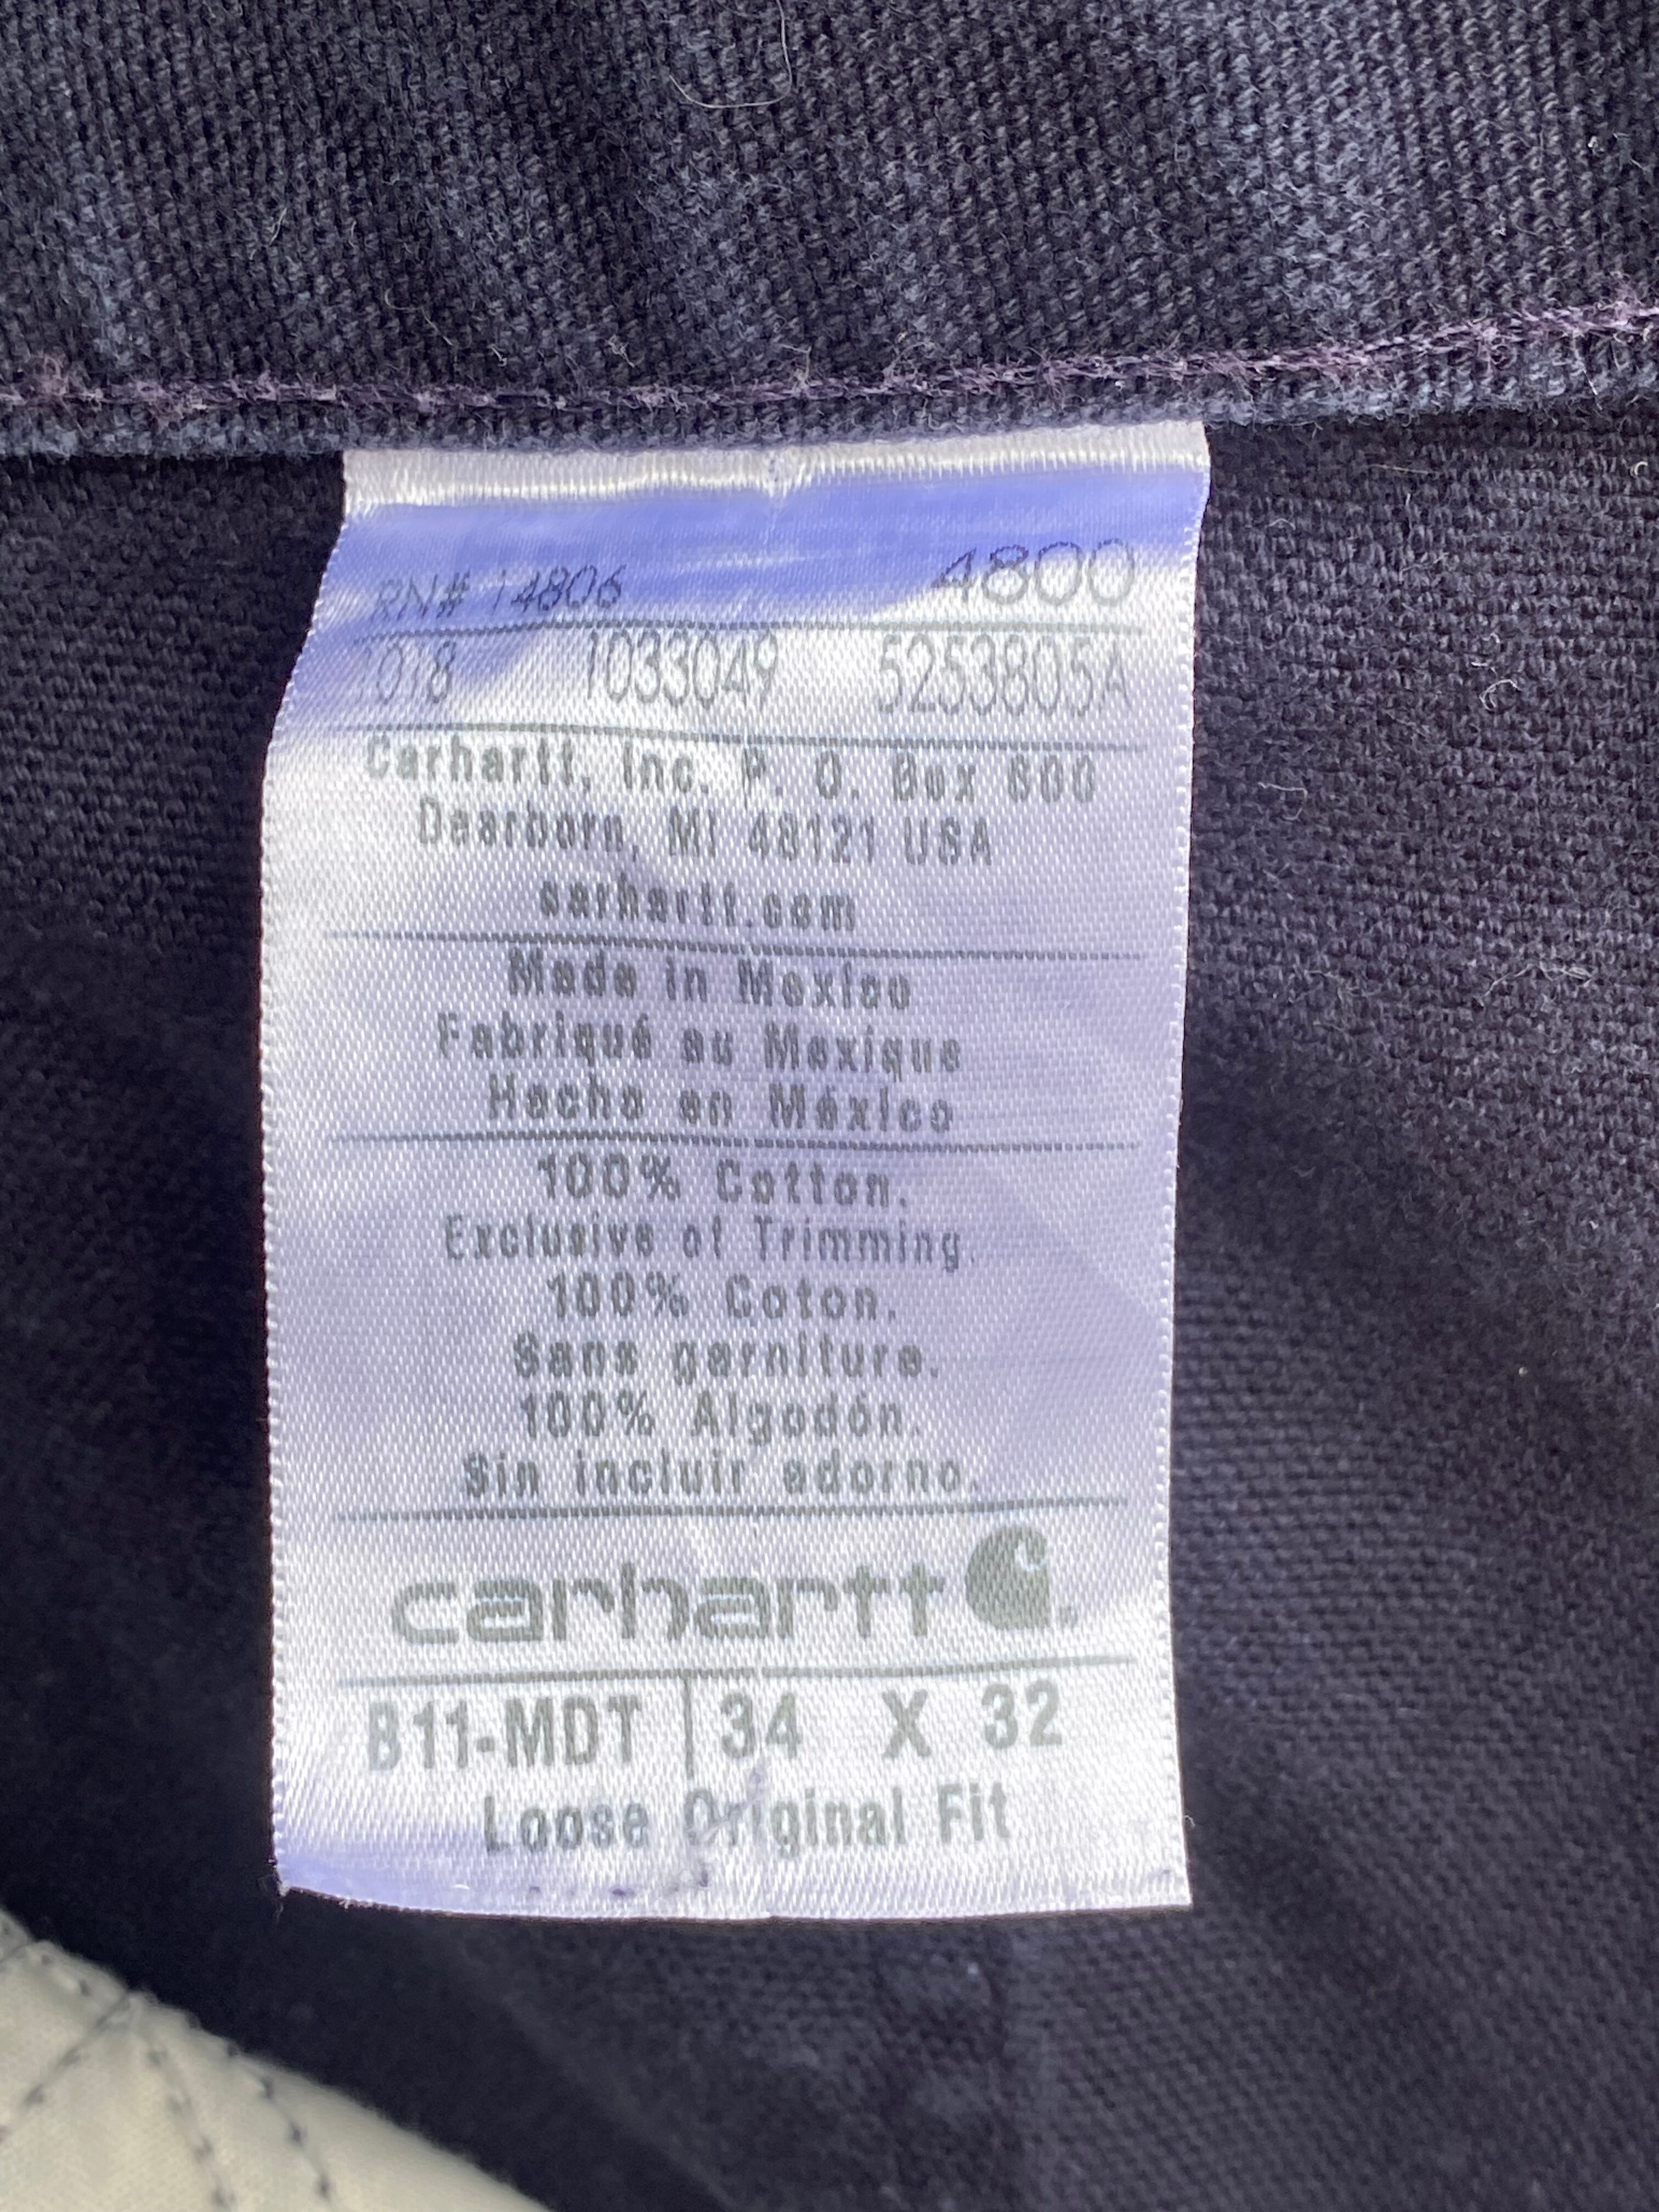 RN# 14806 4800
1018 1033049 5253805A
Carhartt, Inc. P. O. Box 600
Dearborn, MI 48121 USA
carhartt.com
Made in Mexico
Fabriqué au Mexique
Hecho en México
100% Cotton.
Exclusive of Trimming.
100% Coton.
Sans garniture.
100% Algodón.
Sin incluir adorno.
carhartt
B11-MDT 34 X 32
Loose Original Fit